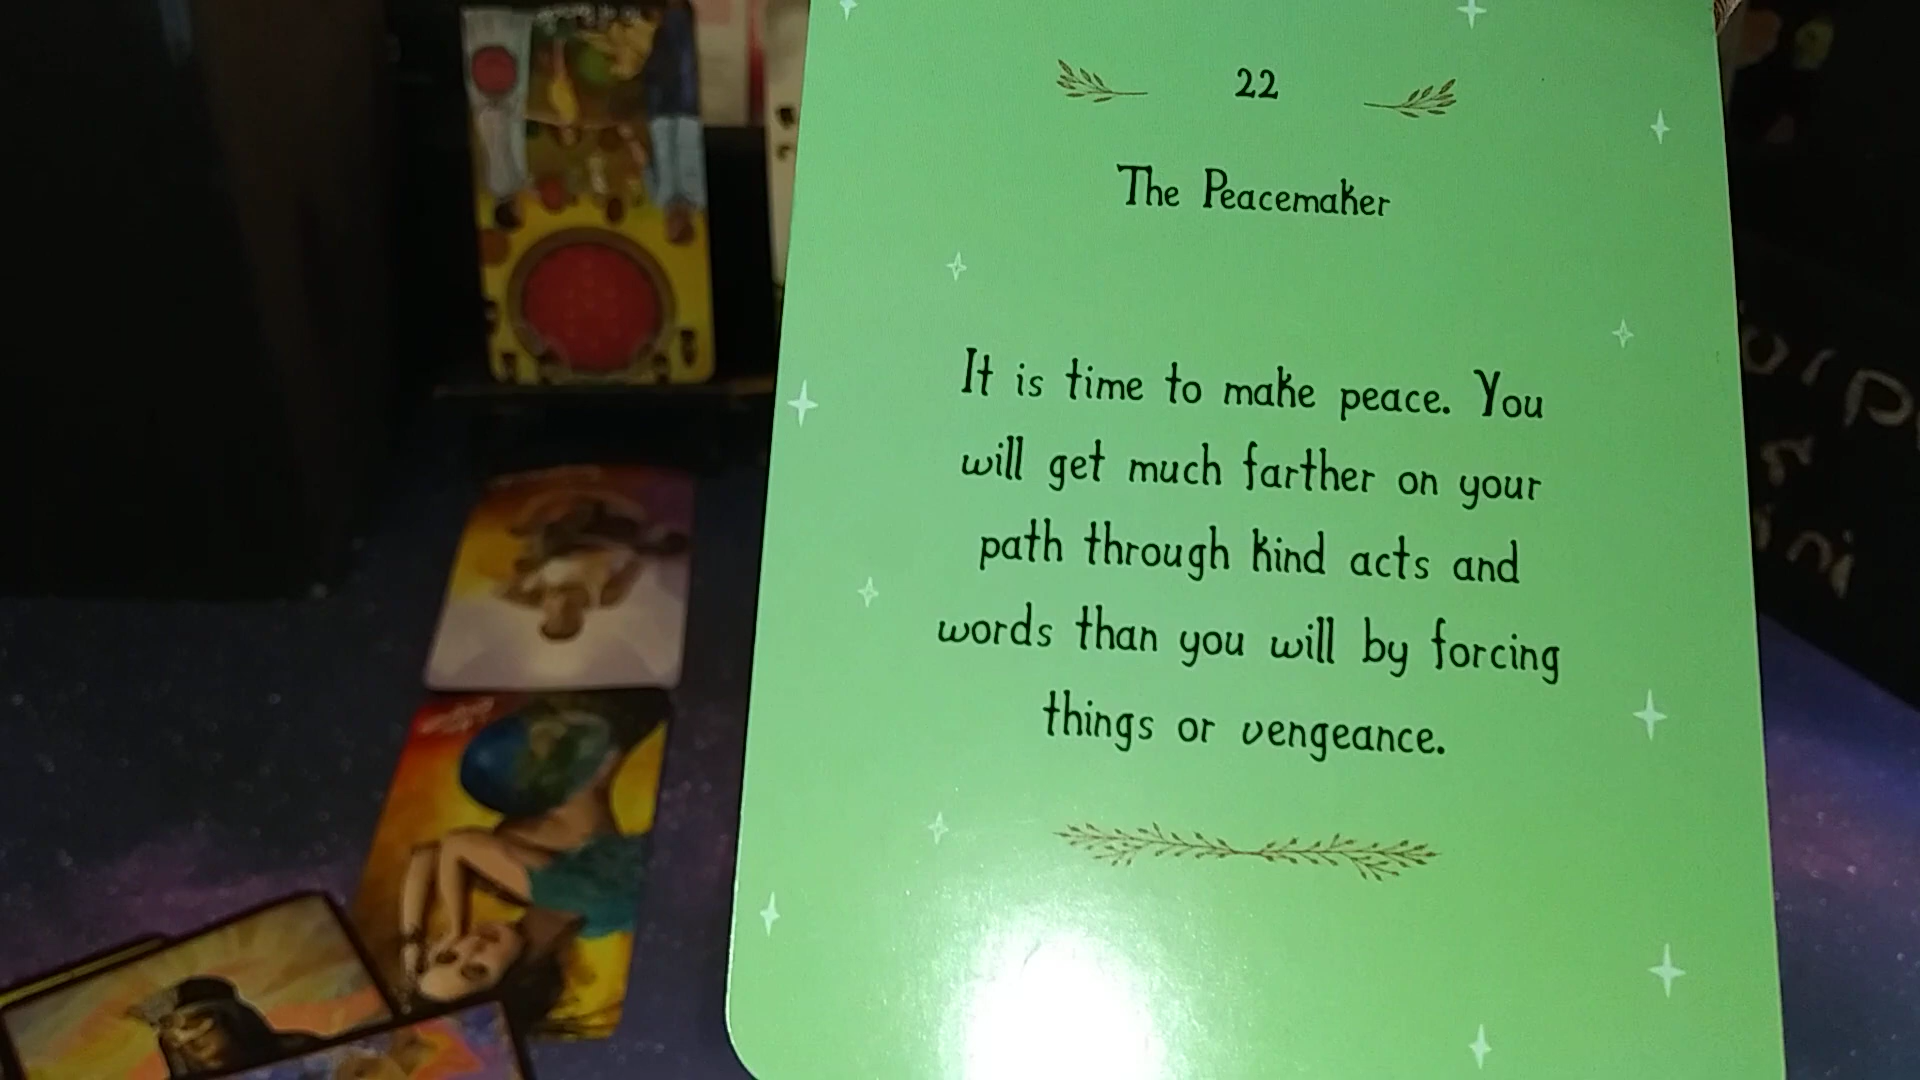 22
The Peacemaker
It is time to make peace. You
will get much farther on your
path through kind acts and
words than you will by forcing
things or vengeance.